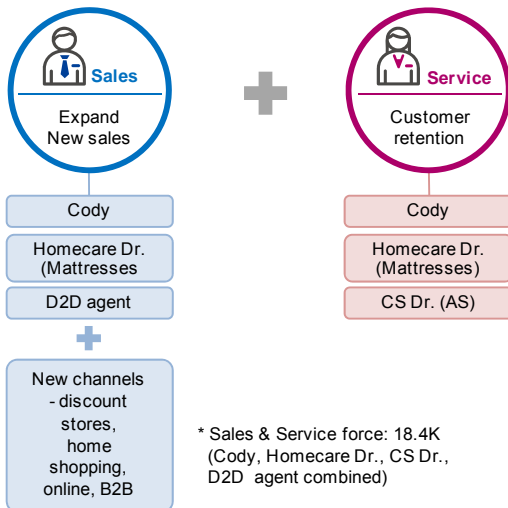 Sales
Expand
New sales
Cody
Homecare Dr.
(Mattresses
D2D agent
New channels
- discount
stores,
home
shopping,
online, B2B
Service
Customer
retention
Cody
Homecare Dr.
(Mattresses)
CS Dr. (AS)
* Sales & Service force: 18.4K
(Cody, Homecare Dr., CS Dr.,
D2D agent combined)